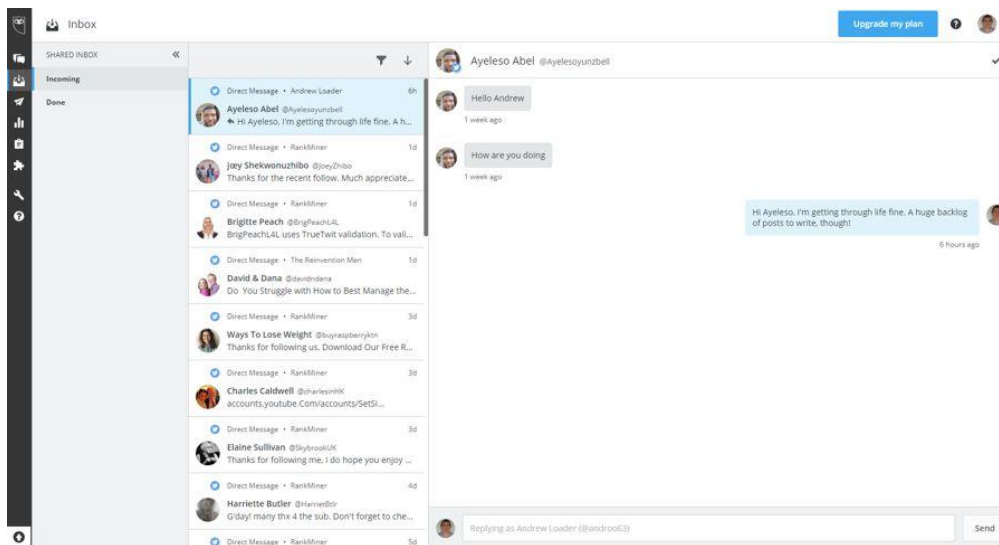 Inbox
Upgrade my plan
SHARED INBOX
Incoming
Done
Direct Message • Andrew Loader 6h
Ayeleso Abel @Ayelesoyunzbell
Hi Ayeleso, I'm getting through life fine. A h...
Direct Message • RankMiner 1d
Joey Shekwonuzhibo @JoeyZhibo
Thanks for the recent follow. Much appreciate...
Direct Message • RankMiner 1d
Brigitte Peach @BrigPeachL4L
BrigPeachL4L uses TrueTwit validation. To vali...
Direct Message • The Reinvention Men 1d
David & Dana @davidndana
Do You Struggle with How to Best Manage the...
Direct Message • RankMiner 3d
Ways To Lose Weight @buyraspberryktn
Thanks for following us. Download Our Free R...
Direct Message • RankMiner 3d
Charles Caldwell @charlesinHK
accounts.youtube.Com/accounts/SetSI...
Direct Message • RankMiner 3d
Elaine Sullivan @SkybrookUK
Thanks for following me, I do hope you enjoy ...
Direct Message • RankMiner 4d
Harriette Butler @HarrietBtlr
G'day! many thx 4 the sub. Don't forget to che...
Direct Message • RankMiner 5d
Ayeleso Abel @Ayelesoyunzbell
Hello Andrew
1 week ago
How are you doing
1 week ago
Hi Ayeleso, I'm getting through life fine. A huge backlog
of posts to write, though!
6 hours ago
Replying as Andrew Loader (@androo63)
Send